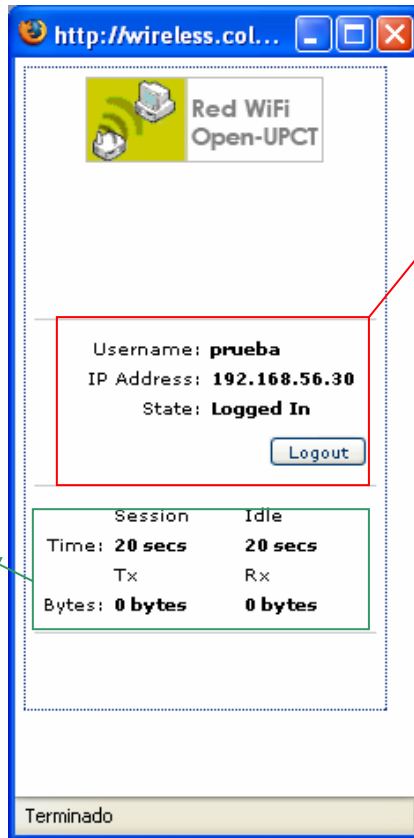 http://wireless.col...
Red WiFi
Open-UPCT
Username: prueba
IP Address: 192.168.56.30
State: Logged In
Logout
Session Idle
Time: 20 secs 20 secs
Tx Rx
Bytes: 0 bytes 0 bytes
Terminado